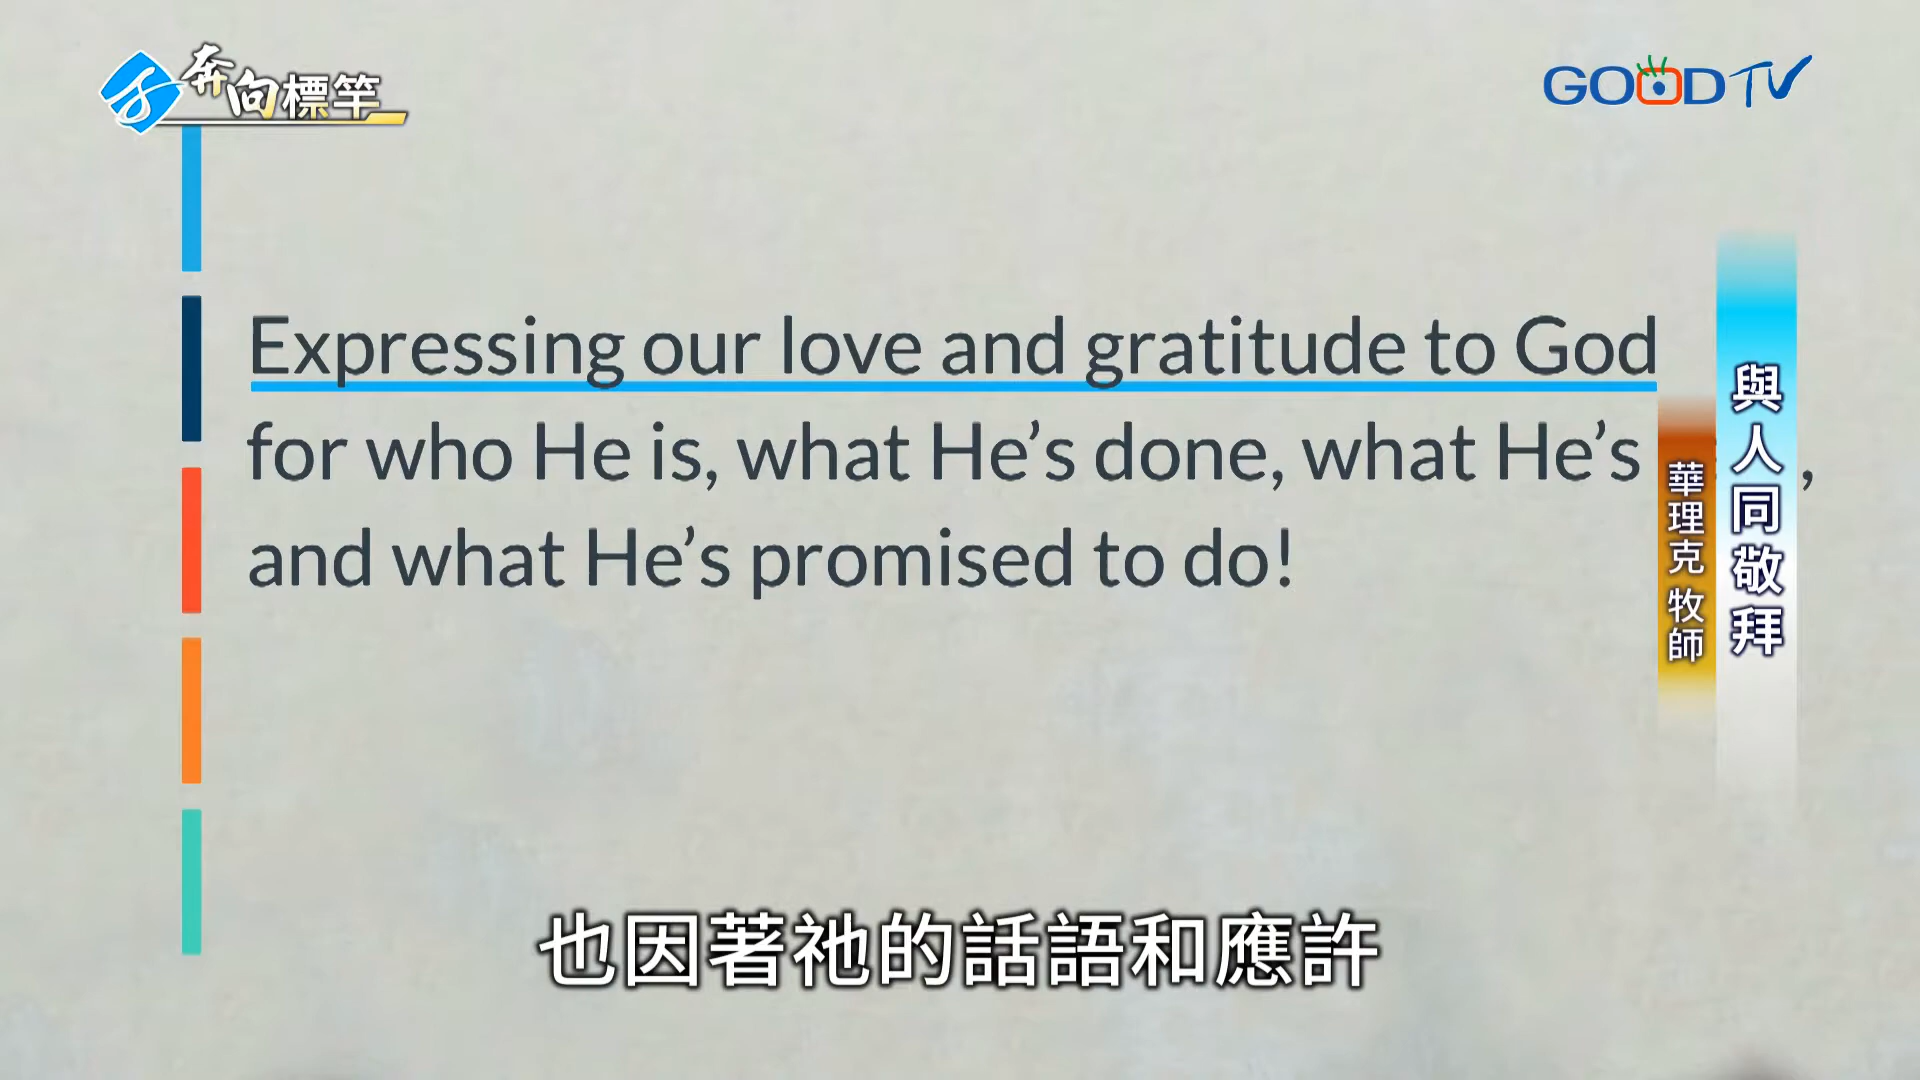 奔向標竿
GOOD TV
Expressing our love and gratitude to God
for who He is, what He’s done, what He’s ,
and what He’s promised to do!
與人同敬拜
華理克 牧師
也因著祂的話語和應許